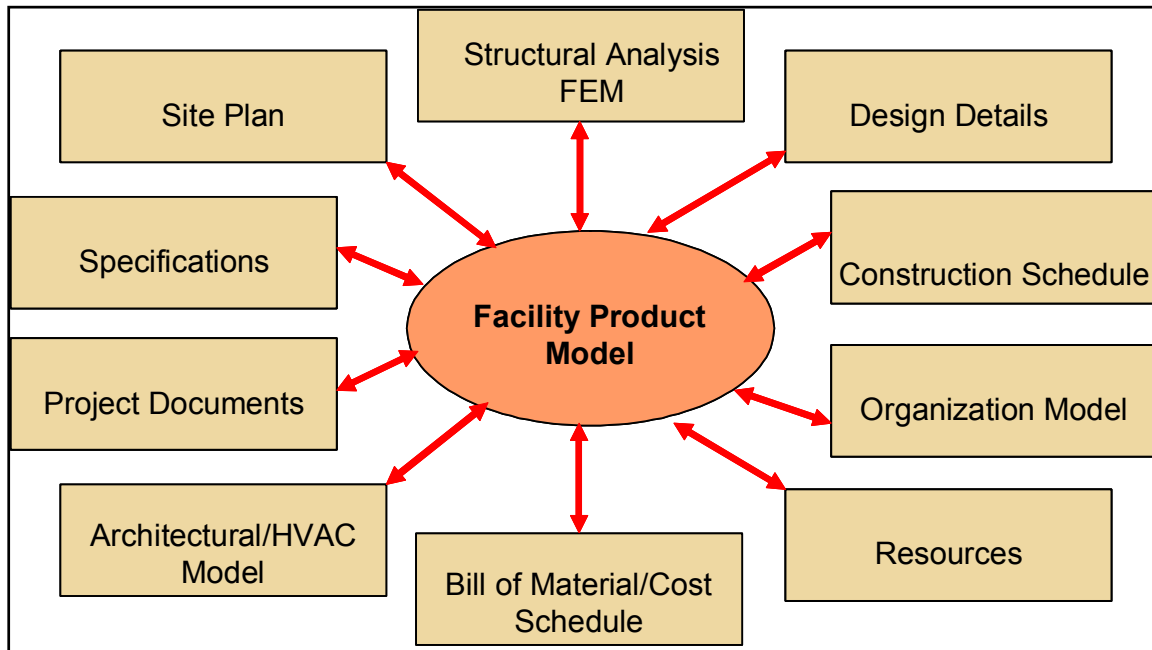 Structural Analysis
FEM
Site Plan
Design Details
Specifications
Construction Schedule
Facility Product
Model
Project Documents
Organization Model
Architectural/HVAC
Model
Bill of Material/Cost
Schedule
Resources